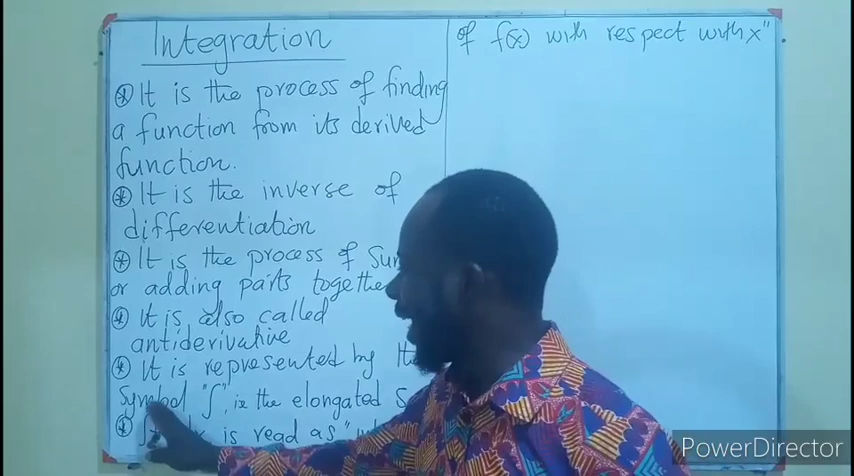 Integration
⊛ It is the process of finding
a function from its derived
function.
⊛ It is the inverse of
differentiation
⊛ It is the process of
or adding parts
⊛ it is also called
antiderivative
⊛ It is represented by
Symbol "∫", ie the elongated S
⊛ is read as "
of f(x) with respect with x"
PowerDirector